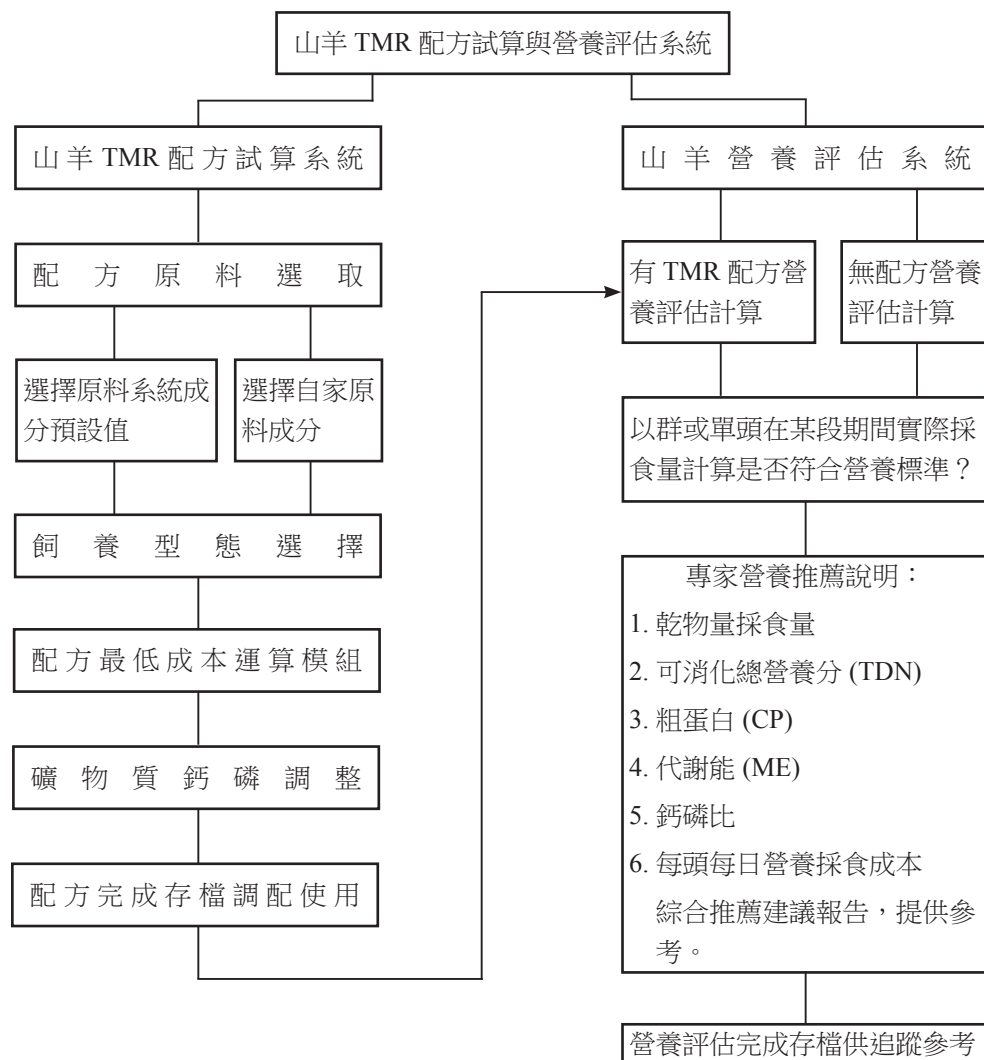 山羊 TMR 配方試算與營養評估系統
山羊 TMR 配方試算系統
配方原料選取
選擇原料系統成
分預設值
選擇自家原
料成分
飼養型態選擇
配方最低成本運算模組
礦物質鈣磷調整
配方完成存檔調配使用
山羊營養評估系統
有 TMR 配方營
養評估計算
無配方營養
評估計算
以群或單頭在某段期間實際採
食量計算是否符合營養標準？
專家營養推薦說明：
1. 乾物量採食量
2. 可消化總營養分 (TDN)
3. 粗蛋白 (CP)
4. 代謝能 (ME)
5. 鈣磷比
6. 每頭每日營養採食成本
綜合推薦建議報告，提供參
考。
營養評估完成存檔供追蹤參考